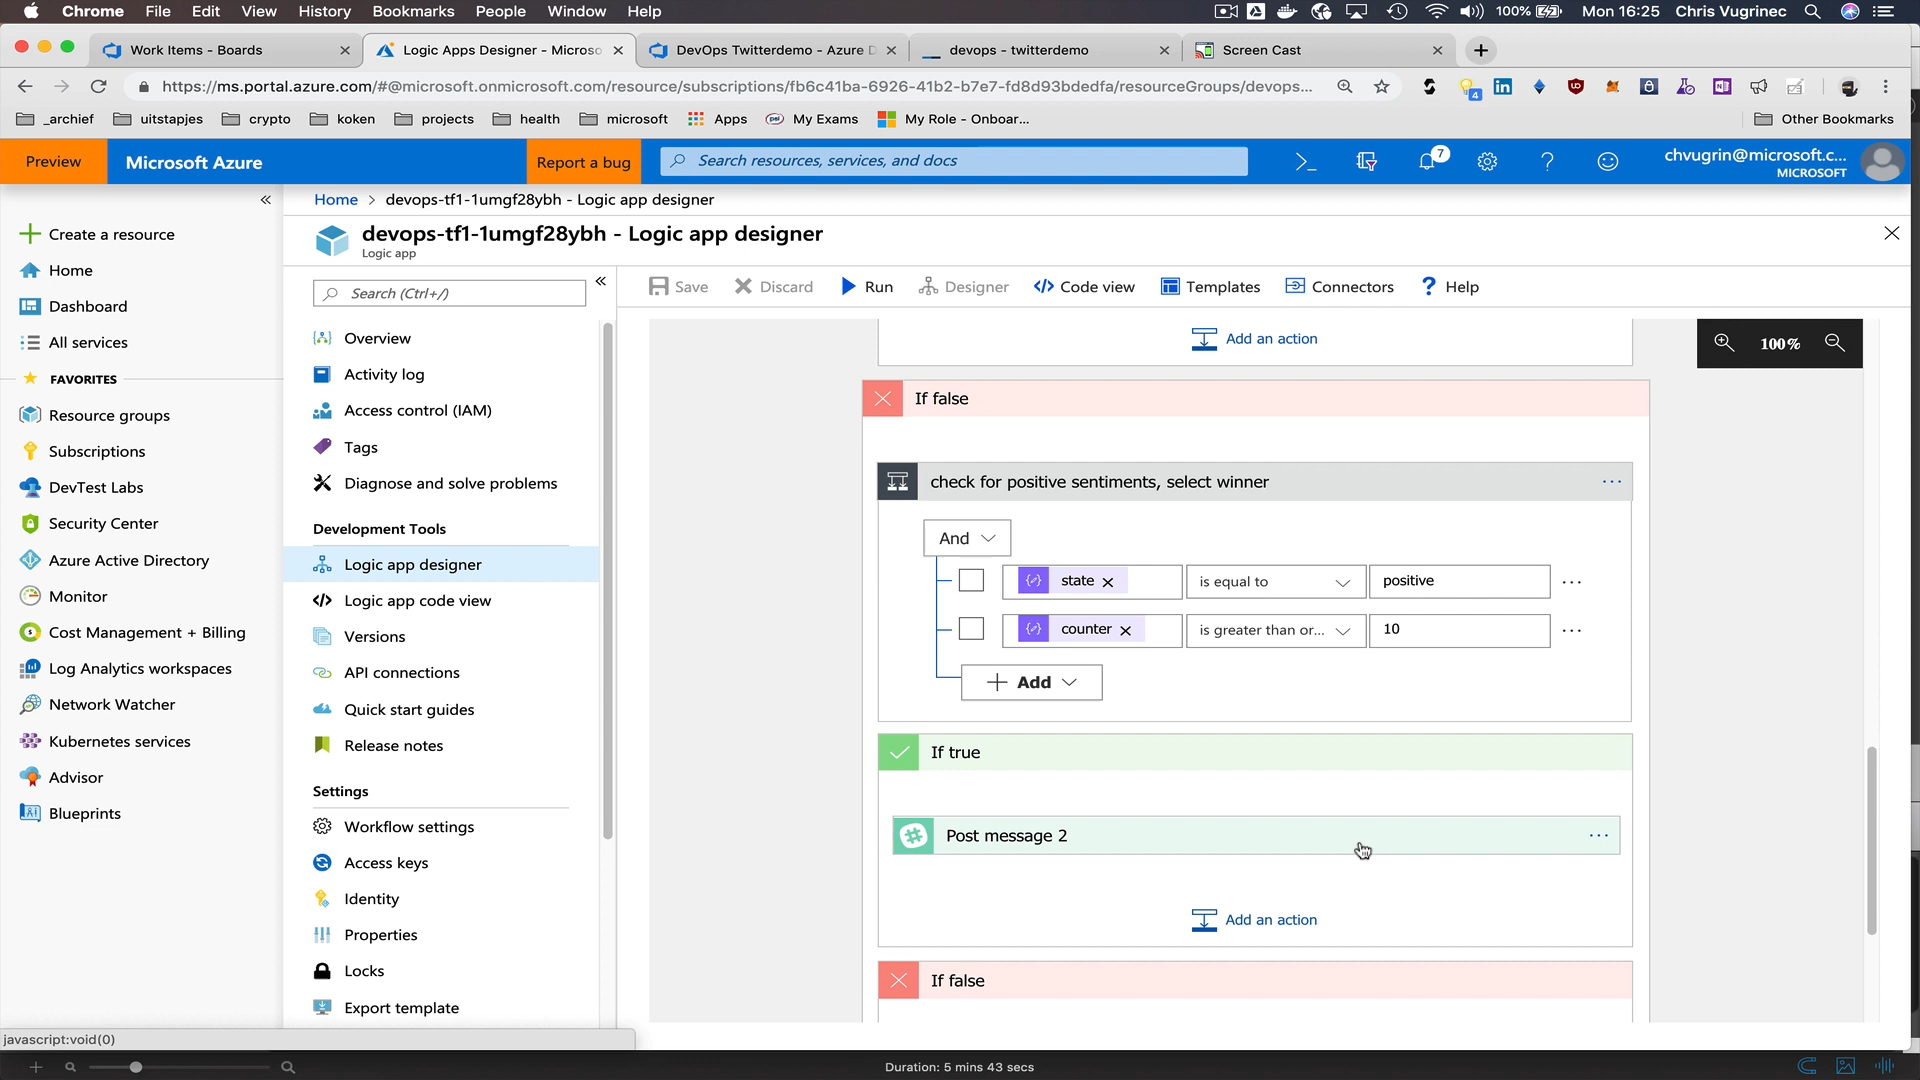 Chrome File Edit View History Bookmarks People Window Help 100% Mon 16:25 Chris Vugrinec
Work Items - Boards Logic Apps Designer - Microso DevOps Twitterdemo - Azure D devops - twitterdemo Screen Cast
https://ms.portal.azure.com/#@microsoft.onmicrosoft.com/resource/subscriptions/fb6c41ba-6926-41b2-b7e7-fd8d93bdedfa/resourceGroups/devops... 4
_archief uitstapjes crypto koken projects health microsoft Apps My Exams My Role - Onboar... Other Bookmarks
Preview Microsoft Azure Report a bug Search resources, services, and docs 7 chvugrin@microsoft.c...
MICROSOFT
Home > devops-tf1-1umgf28ybh - Logic app designer
devops-tf1-1umgf28ybh - Logic app designer
Logic app
Create a resource
Home
Dashboard
All services
FAVORITES
Resource groups
Subscriptions
DevTest Labs
Security Center
Azure Active Directory
Monitor
Cost Management + Billing
Log Analytics workspaces
Network Watcher
Kubernetes services
Advisor
Blueprints
Search (Ctrl+/)
Overview
Activity log
Access control (IAM)
Tags
Diagnose and solve problems
Development Tools
Logic app designer
Logic app code view
Versions
API connections
Quick start guides
Release notes
Settings
Workflow settings
Access keys
Identity
Properties
Locks
Export template
Save Discard Run Designer Code view Templates Connectors Help
Add an action
100%
If false
check for positive sentiments, select winner
And
state is equal to positive
counter is greater than or... 10
Add
If true
Post message 2
Add an action
If false
javascript:void(0)
Duration: 5 mins 43 secs